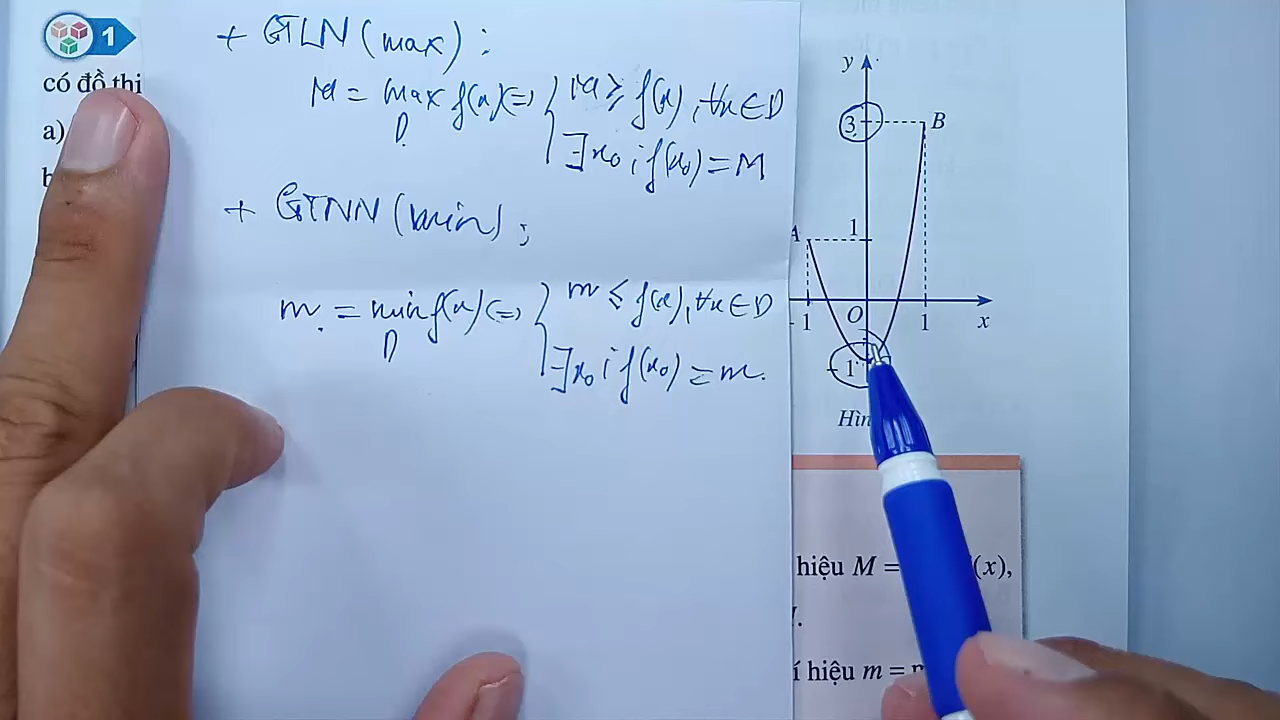 1
có đồ thị
a)
+ GTLN (max) :
M = max f(x) <=> { M ≥ f(x), ∀x ∈ D
D
∃x₀ ; f(x₀) = M
+ GTNN (min) :
m = min f(x) <=> { m ≤ f(x), ∀x ∈ D
D
∃x₀ ; f(x₀) = m.
y
3
B
A
1
O
-1
1
x
-1
Hìn
hiệu M =
(x),
í hiệu m =